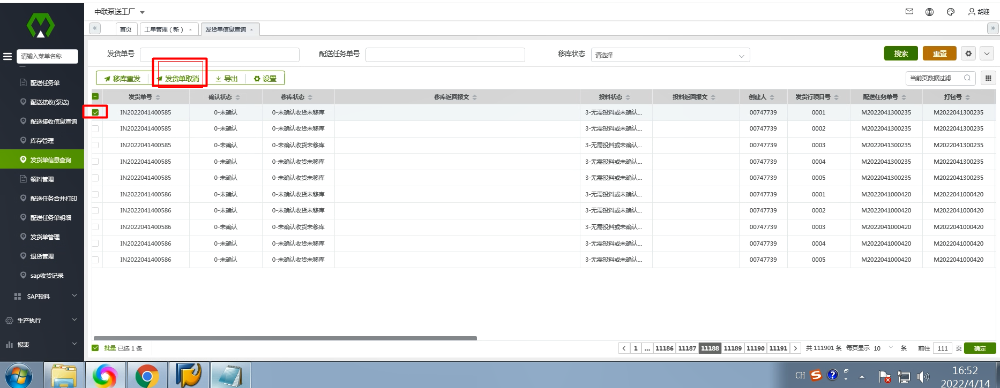 中联泵送工厂
胡迎
首页
工单管理（新） ×
发货单信息查询 ×
请输入菜单名称
发货单号
配送任务单号
移库状态
请选择
搜索
重置
移库重发
发货单取消
导出
设置
当前页数据过滤
配送任务单
配送接收(泵送)
配送接收信息查询
库存管理
发货单信息查询
领料管理
配送任务合并打印
配送任务单明细
发货单管理
退货管理
sap收货记录
SAP投料
生产执行
报表
发货单号 确认状态 移库状态 移库返回报文 投料状态 投料返回报文 创建人 发货行项目号 配送任务单号 打包号
IN2022041400585 0-未确认 0-未确认收货未移库 3-无需投料或未确认... 00747739 0001 M2022041300235 M2022041300235
IN2022041400585 0-未确认 0-未确认收货未移库 3-无需投料或未确认... 00747739 0002 M2022041300235 M2022041300235
IN2022041400585 0-未确认 0-未确认收货未移库 3-无需投料或未确认... 00747739 0003 M2022041300235 M2022041300235
IN2022041400585 0-未确认 0-未确认收货未移库 3-无需投料或未确认... 00747739 0004 M2022041300235 M2022041300235
IN2022041400585 0-未确认 0-未确认收货未移库 3-无需投料或未确认... 00747739 0005 M2022041300235 M2022041300235
IN2022041400586 0-未确认 0-未确认收货未移库 3-无需投料或未确认... 00747739 0001 M2022041000420 M2022041000420
IN2022041400586 0-未确认 0-未确认收货未移库 3-无需投料或未确认... 00747739 0002 M2022041000420 M2022041000420
IN2022041400586 0-未确认 0-未确认收货未移库 3-无需投料或未确认... 00747739 0003 M2022041000420 M2022041000420
IN2022041400586 0-未确认 0-未确认收货未移库 3-无需投料或未确认... 00747739 0004 M2022041000420 M2022041000420
IN2022041400586 0-未确认 0-未确认收货未移库 3-无需投料或未确认... 00747739 0005 M2022041000420 M2022041000420
批量 已选 1 条
1 ... 11186 11187 11188 11189 11190 11191 共 111901 条 每页显示 10 条 前往 111 页 确定
CH
16:52
2022/4/14